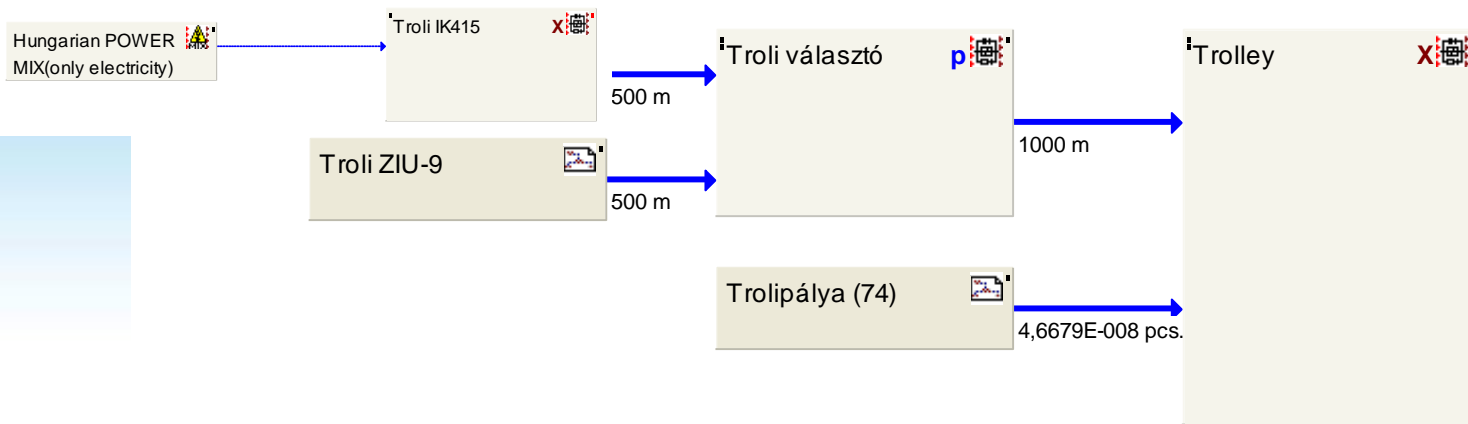 Hungarian POWER
MIX(only electricity)
Troli IK415
X
500 m
Troli ZIU-9
500 m
Troli választó
p
1000 m
Trolipálya (74)
4,6679E-008 pcs.
Trolley
X